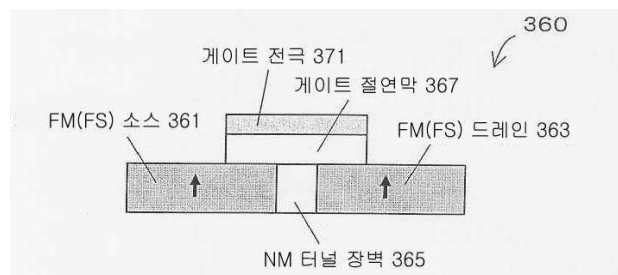 360
게이트 전극 371
게이트 절연막 367
FM(FS) 소스 361
FM(FS) 드레인 363
NM 터널 장벽 365